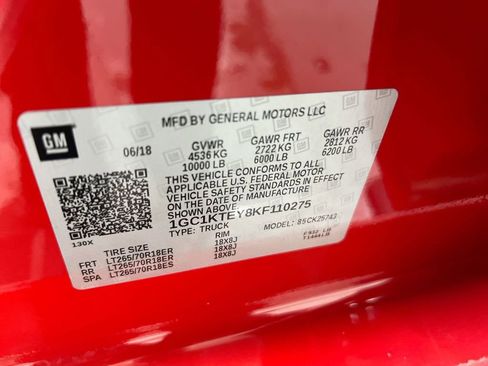 GM
MFD BY GENERAL MOTORS LLC
06/18 GVWR GAWR FRT GAWR RR
4536 KG 2722 KG 2812 KG
10000 LB 6000 LB 6200 LB
THIS VEHICLE CONFORMS TO ALL
APPLICABLE U.S. FEDERAL MOTOR
VEHICLE SAFETY STANDARDS IN EFFECT
ON THE DATE OF MANUFACTURE
SHOWN ABOVE.
1GC1KTEY8KF110275
TYPE: TRUCK MODEL: 85CK25743
130X
TIRE SIZE RIM
FRT LT265/70R18ER 18X8J
RR LT265/70R18ER 18X8J
SPA LT265/70R18ES 18X8J